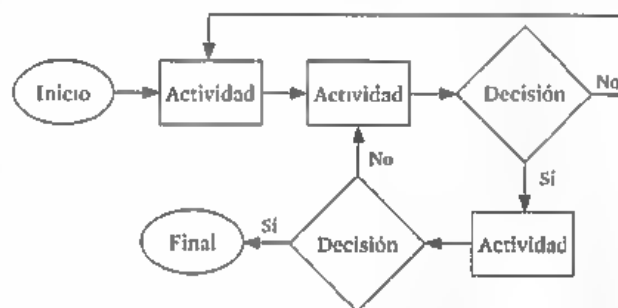 Inicio
Actividad
Actividad
Decisión
No
No
Sí
Final
Sí
Decisión
Actividad